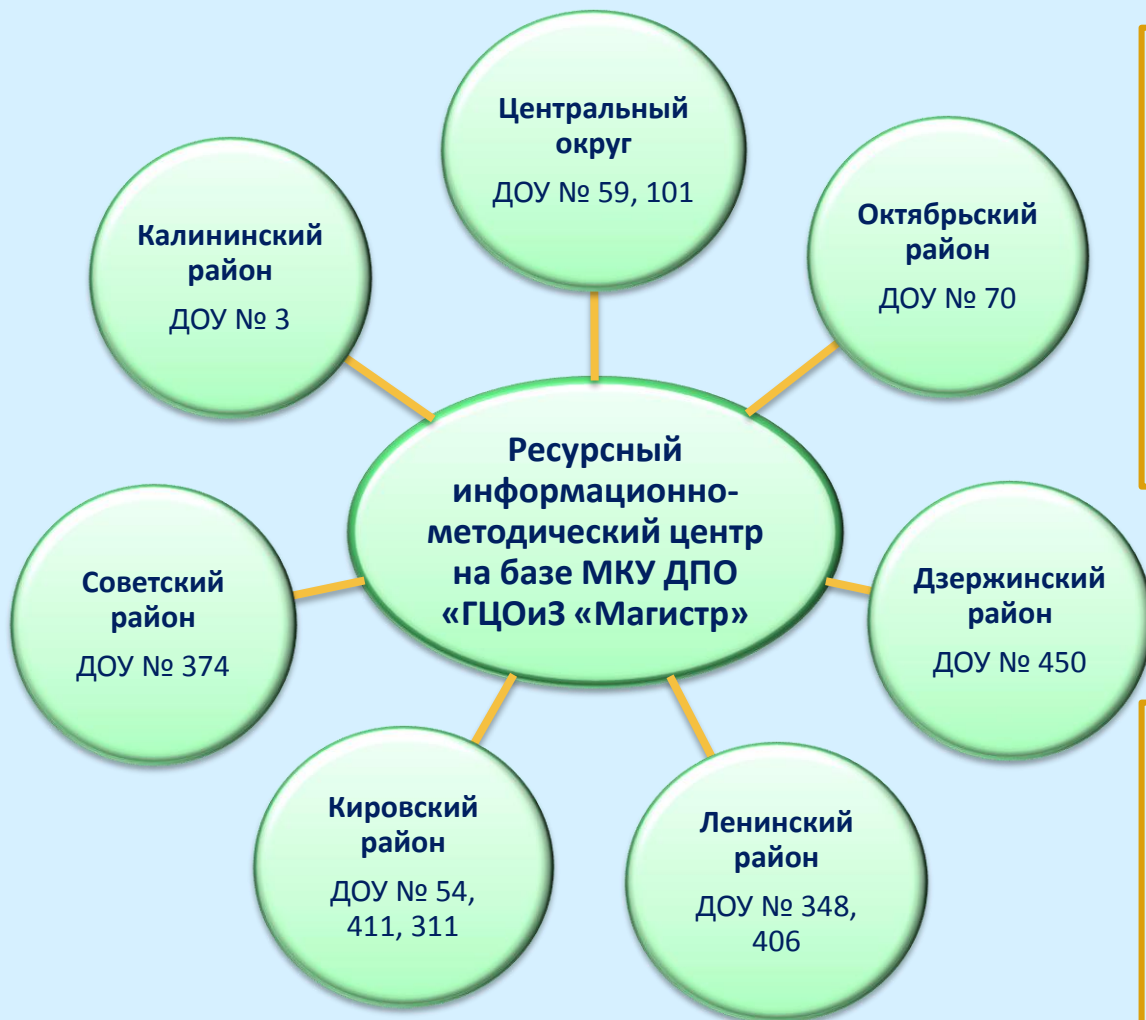 Центральный
округ
ДОУ № 59, 101
Калининский
район
ДОУ № 3
Октябрьский
район
ДОУ № 70
Ресурсный
информационно-
методический центр
на базе МКУ ДПО
«ГЦОиЗ «Магистр»
Советский
район
ДОУ № 374
Дзержинский
район
ДОУ № 450
Кировский
район
ДОУ № 54,
411, 311
Ленинский
район
ДОУ № 348,
406